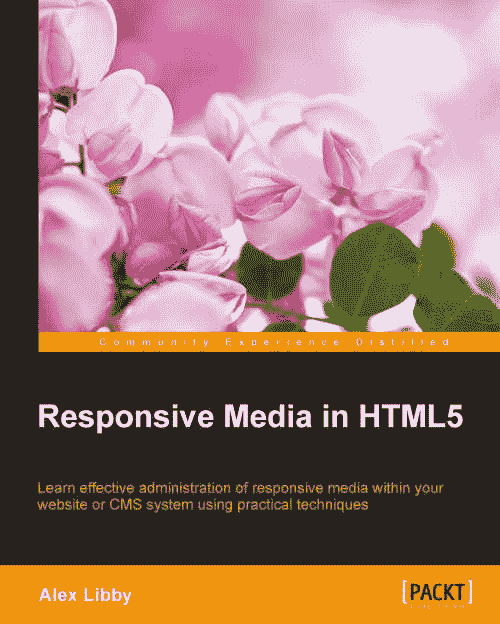 Community Experience Distilled
Responsive Media in HTML5
Learn effective administration of responsive media within your
website or CMS system using practical techniques
Alex Libby
[PACKT]